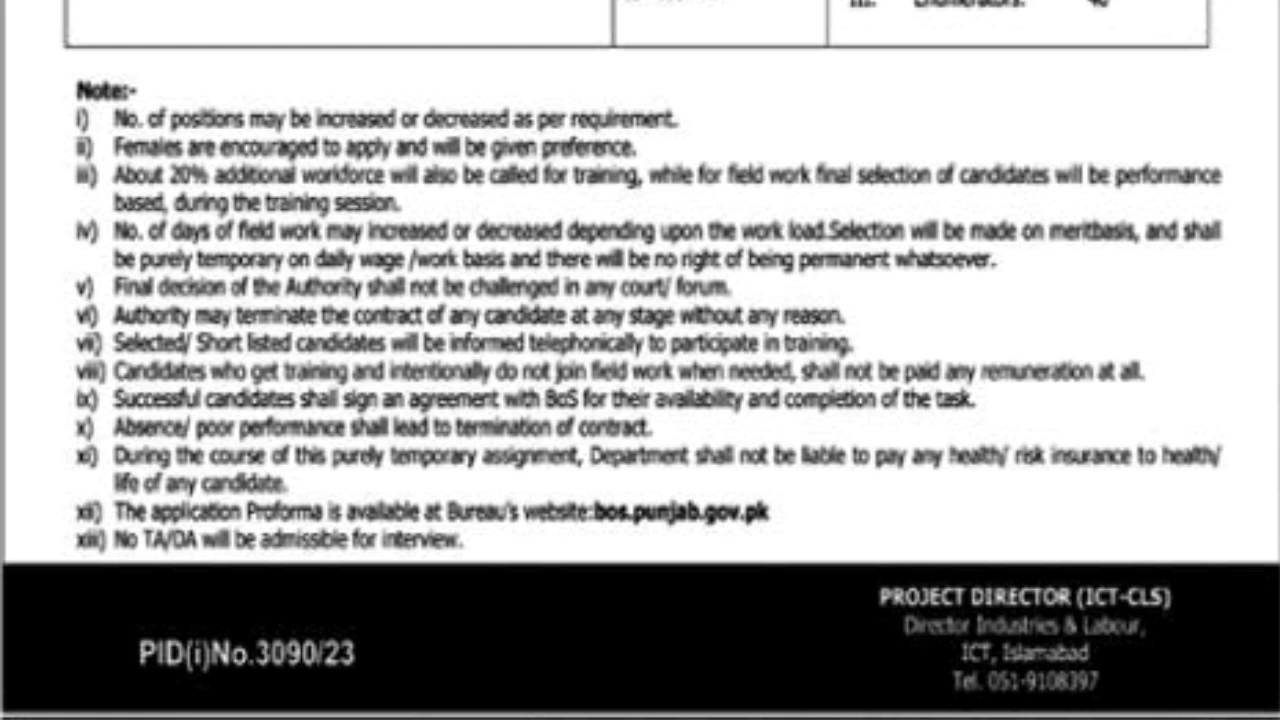 iii. Enumerators: 40
Note:-
i) No. of positions may be increased or decreased as per requirement.
ii) Females are encouraged to apply and will be given preference.
iii) About 20% additional workforce will also be called for training, while for field work final selection of candidates will be performance
based, during the training session.
iv) No. of days of field work may increased or decreased depending upon the work load.Selection will be made on meritbasis, and shall
be purely temporary on daily wage /work basis and there will be no right of being permanent whatsoever.
v) Final decision of the Authority shall not be challenged in any court/ forum.
vi) Authority may terminate the contract of any candidate at any stage without any reason.
vii) Selected/ Short listed candidates will be informed telephonically to participate in training.
viii) Candidates who get training and intentionally do not join field work when needed, shall not be paid any remuneration at all.
ix) Successful candidates shall sign an agreement with BoS for their availability and completion of the task.
x) Absence/ poor performance shall lead to termination of contract.
xi) During the course of this purely temporary assignment, Department shall not be liable to pay any health/ risk insurance to health/
life of any candidate.
xii) The application Proforma is available at Bureau's website:bos.punjab.gov.pk
xiii) No TA/DA will be admissible for interview.
PID(i)No.3090/23
PROJECT DIRECTOR (ICT-CLS)
Director Industries & Labour,
ICT, Islamabad
Tel. 051-9108397